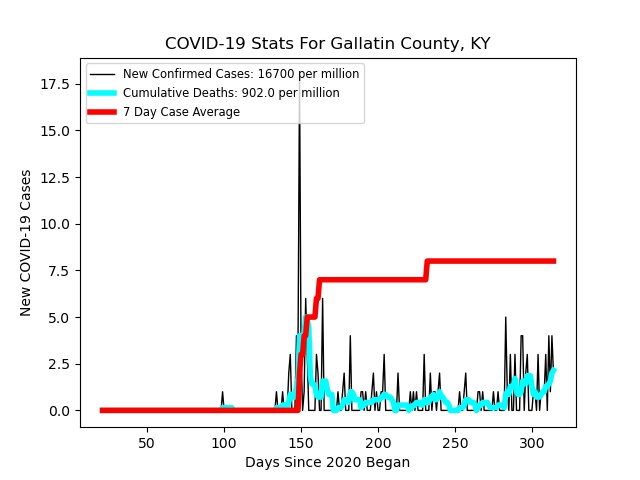 COVID-19 Stats For Gallatin County, KY
New Confirmed Cases: 16700 per million
Cumulative Deaths: 902.0 per million
7 Day Case Average
New COVID-19 Cases
17.5
15.0
12.5
10.0
7.5
5.0
2.5
0.0
50 100 150 200 250 300
Days Since 2020 Began